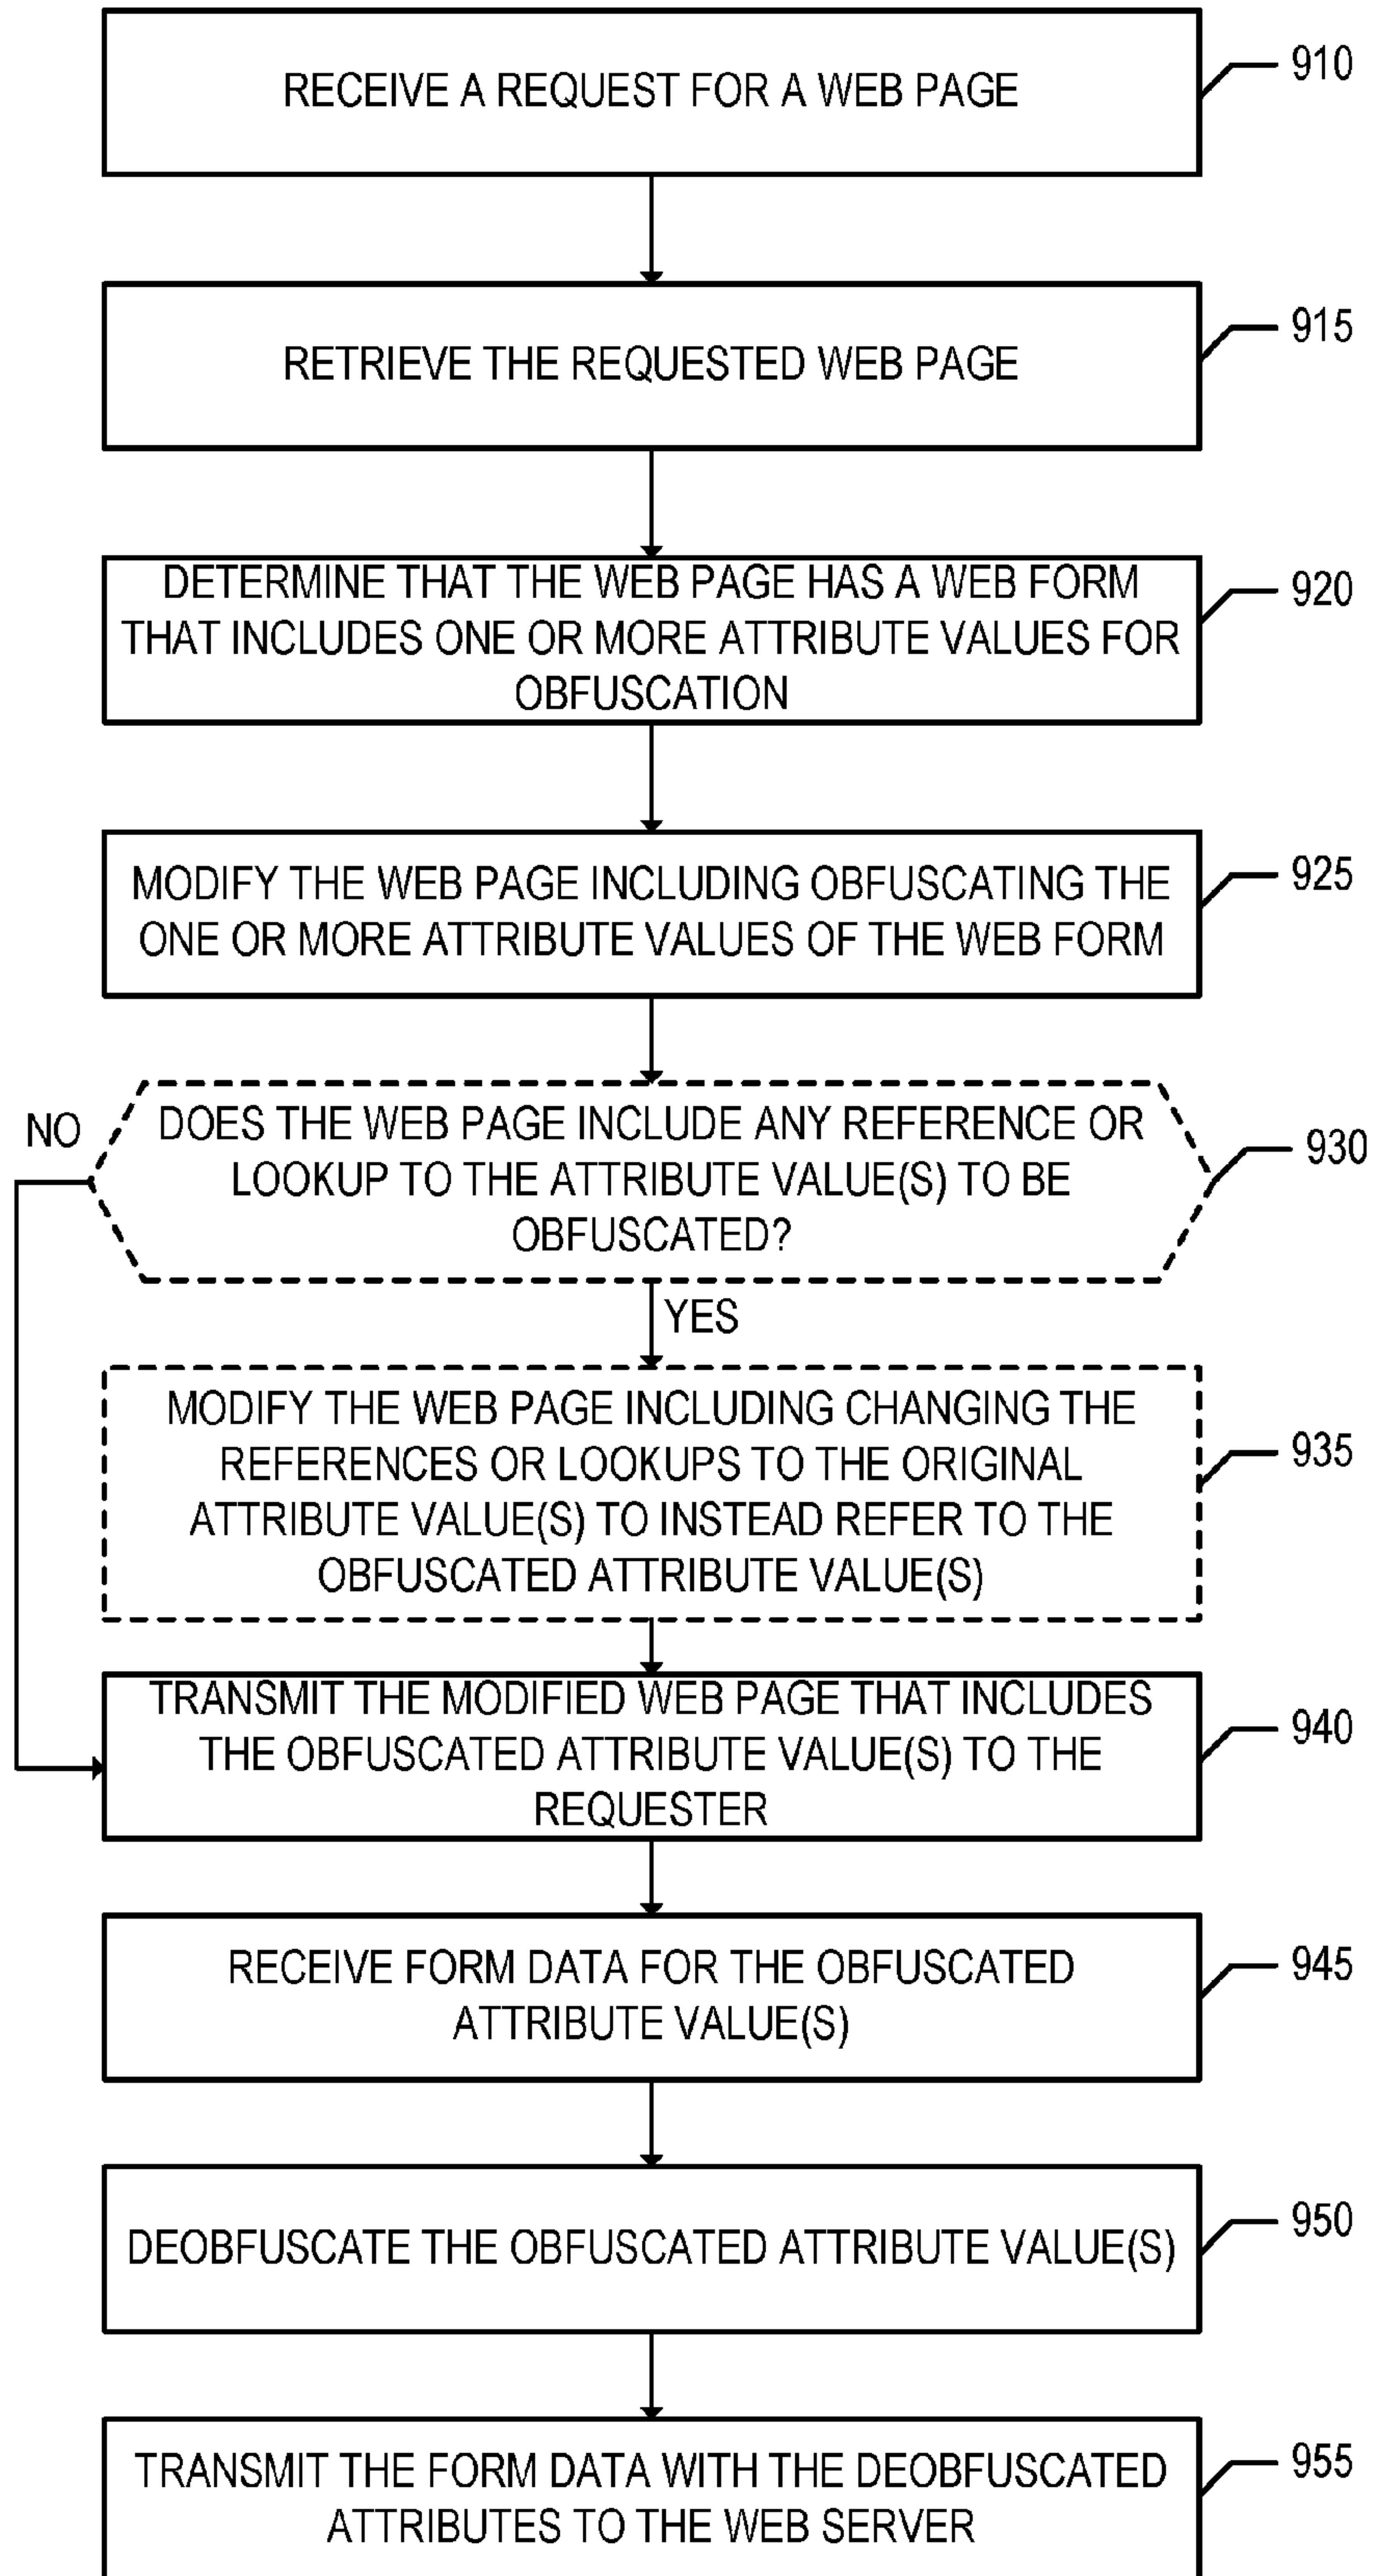 RECEIVE A REQUEST FOR A WEB PAGE
910
RETRIEVE THE REQUESTED WEB PAGE
915
DETERMINE THAT THE WEB PAGE HAS A WEB FORM
THAT INCLUDES ONE OR MORE ATTRIBUTE VALUES FOR
OBFUSCATION
920
MODIFY THE WEB PAGE INCLUDING OBFUSCATING THE
ONE OR MORE ATTRIBUTE VALUES OF THE WEB FORM
925
NO
DOES THE WEB PAGE INCLUDE ANY REFERENCE OR
LOOKUP TO THE ATTRIBUTE VALUE(S) TO BE
OBFUSCATED?
930
YES
MODIFY THE WEB PAGE INCLUDING CHANGING THE
REFERENCES OR LOOKUPS TO THE ORIGINAL
ATTRIBUTE VALUE(S) TO INSTEAD REFER TO THE
OBFUSCATED ATTRIBUTE VALUE(S)
935
TRANSMIT THE MODIFIED WEB PAGE THAT INCLUDES
THE OBFUSCATED ATTRIBUTE VALUE(S) TO THE
REQUESTER
940
RECEIVE FORM DATA FOR THE OBFUSCATED
ATTRIBUTE VALUE(S)
945
DEOBFUSCATE THE OBFUSCATED ATTRIBUTE VALUE(S)
950
TRANSMIT THE FORM DATA WITH THE DEOBFUSCATED
ATTRIBUTES TO THE WEB SERVER
955